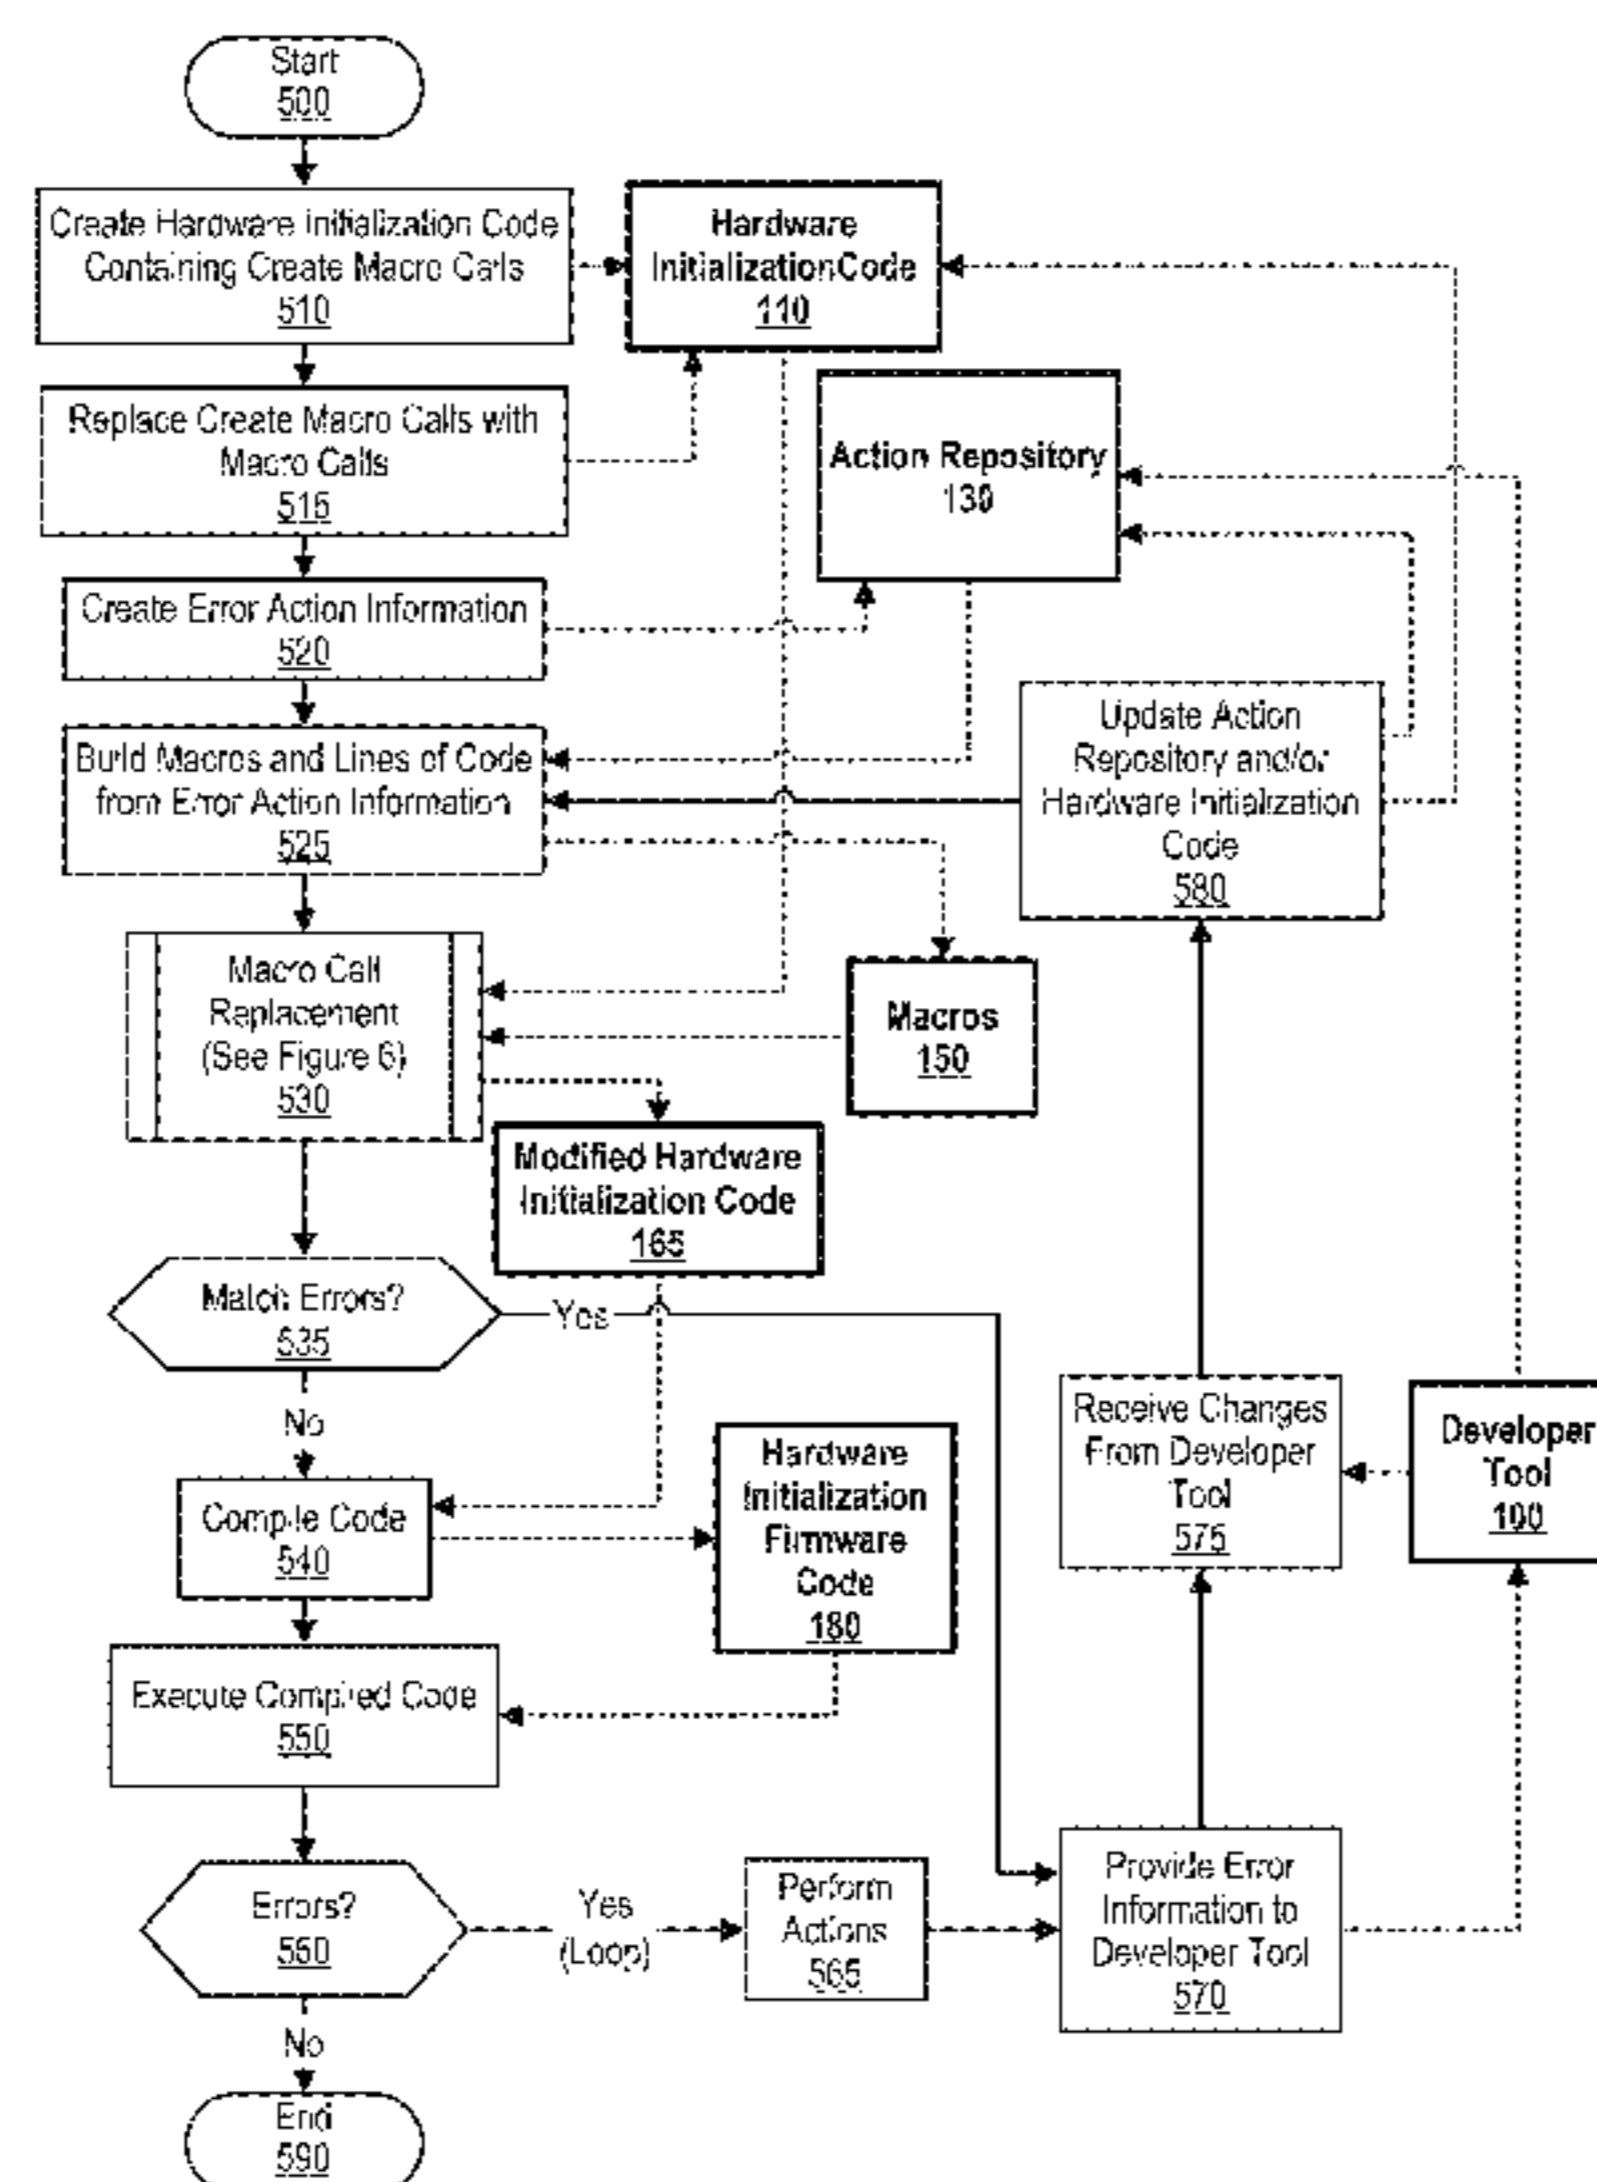 Start
500
Create Hardware Initialization Code
Containing Create Macro Calls
510
Hardware
Initialization Code
110
Replace Create Macro Calls with
Macro Calls
515
Action Repository
130
Create Error Action Information
520
Build Macros and Lines of Code
from Error Action Information
525
Update Action
Repository and/or
Hardware Initialization
Code
580
Macro Call
Replacement
(See Figure 6)
530
Macros
150
Modified Hardware
Initialization Code
165
Match Errors?
535
Yes
No
Receive Changes
From Developer
Tool
575
Developer
Tool
100
Hardware
Initialization
Firmware
Code
180
Compile Code
540
Execute Compiled Code
550
Errors?
560
Yes
(Loop)
Perform
Actions
565
Provide Error
Information to
Developer Tool
570
No
End
590